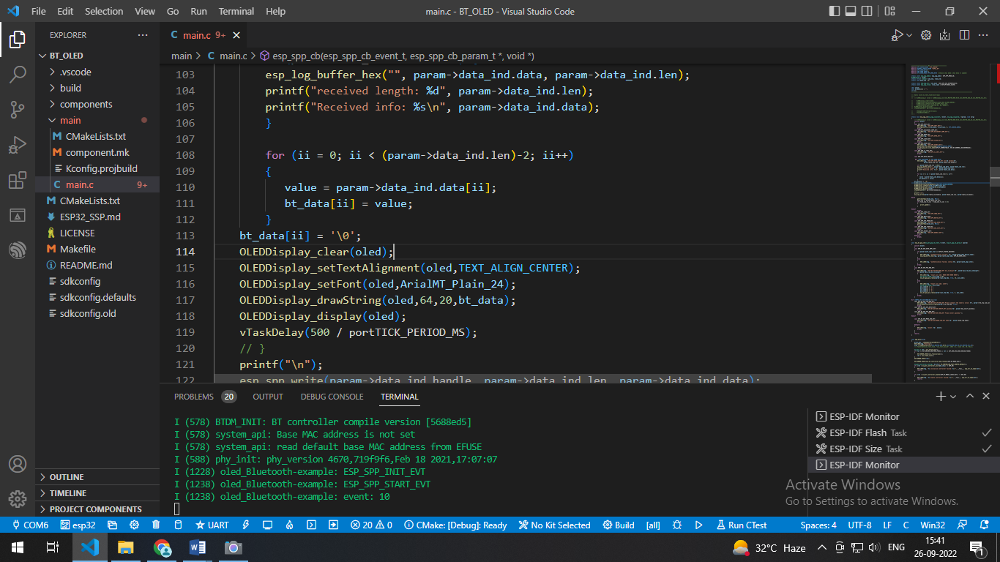 File Edit Selection View Go Run Terminal Help main.c - BT_OLED - Visual Studio Code
EXPLORER ...
BT_OLED
.vscode
build
components
main
CMakeLists.txt
component.mk
Kconfig.projbuild
C main.c 9+
CMakeLists.txt
ESP32_SSP.md
LICENSE
Makefile
README.md
sdkconfig
sdkconfig.defaults
sdkconfig.old
OUTLINE
TIMELINE
PROJECT COMPONENTS
C main.c 9+
main > C main.c > esp_spp_cb(esp_spp_cb_event_t, esp_spp_cb_param_t *, void *)
103 esp_log_buffer_hex("", param->data_ind.data, param->data_ind.len);
104 printf("received length: %d", param->data_ind.len);
105 printf("Received info: %s\n", param->data_ind.data);
106 }
107
108 for (ii = 0; ii < (param->data_ind.len)-2; ii++)
109 {
110 value = param->data_ind.data[ii];
111 bt_data[ii] = value;
112 }
113 bt_data[ii] = '\0';
114 OLEDDisplay_clear(oled);
115 OLEDDisplay_setTextAlignment(oled,TEXT_ALIGN_CENTER);
116 OLEDDisplay_setFont(oled,ArialMT_Plain_24);
117 OLEDDisplay_drawString(oled,64,20,bt_data);
118 OLEDDisplay_display(oled);
119 vTaskDelay(500 / portTICK_PERIOD_MS);
120 // }
121 printf("\n");
122 esp_spp_write(param->data_ind.handle, param->data_ind.len, param->data_ind.data);
PROBLEMS 20 OUTPUT DEBUG CONSOLE TERMINAL
I (578) BTDM_INIT: BT controller compile version [5688ed5]
I (578) system_api: Base MAC address is not set
I (578) system_api: read default base MAC address from EFUSE
I (588) phy_init: phy_version 4670,719f9f6,Feb 18 2021,17:07:07
I (1228) oled_Bluetooth-example: ESP_SPP_INIT_EVT
I (1238) oled_Bluetooth-example: ESP_SPP_START_EVT
I (1238) oled_Bluetooth-example: event: 10
ESP-IDF Monitor
ESP-IDF Flash Task
ESP-IDF Size Task
ESP-IDF Monitor
Activate Windows
Go to Settings to activate Windows.
COM6 esp32 UART 20 0 CMake: [Debug]: Ready No Kit Selected Build [all] Run CTest Spaces: 4 UTF-8 LF C Win32
32°C Haze ENG 15:41
26-09-2022 1